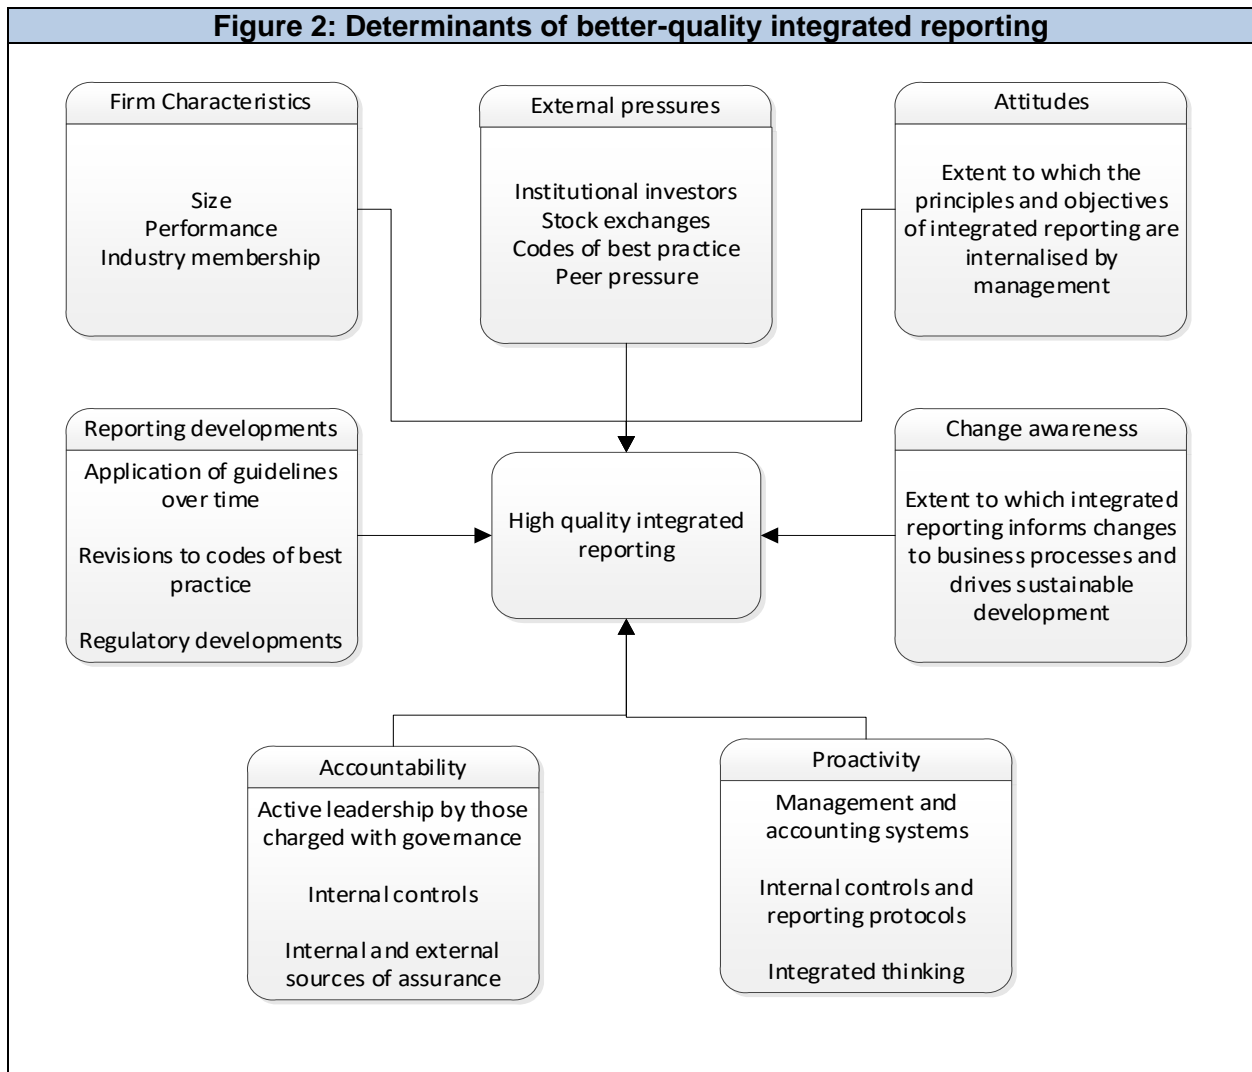 Figure 2: Determinants of better-quality integrated reporting
Firm Characteristics
Size
Performance
Industry membership
External pressures
Institutional investors
Stock exchanges
Codes of best practice
Peer pressure
Attitudes
Extent to which the
principles and objectives
of integrated reporting are
internalised by
management
Reporting developments
Application of guidelines
over time
Revisions to codes of best
practice
Regulatory developments
High quality integrated
reporting
Change awareness
Extent to which integrated
reporting informs changes
to business processes and
drives sustainable
development
Accountability
Active leadership by those
charged with governance
Internal controls
Internal and external
sources of assurance
Proactivity
Management and
accounting systems
Internal controls and
reporting protocols
Integrated thinking